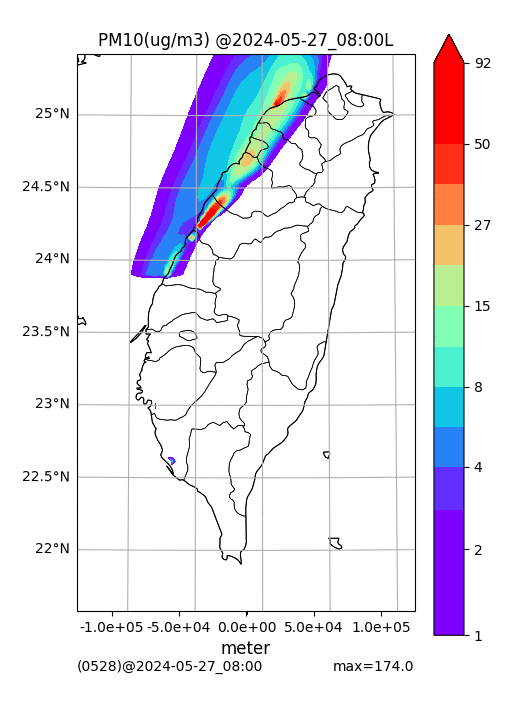 PM10(ug/m3) @2024-05-27_08:00L
92
50
27
15
8
4
2
1
25°N
24.5°N
24°N
23.5°N
23°N
22.5°N
22°N
-1.0e+05 -5.0e+04 0.0e+00 5.0e+04 1.0e+05
meter
(0528)@2024-05-27_08:00 max=174.0